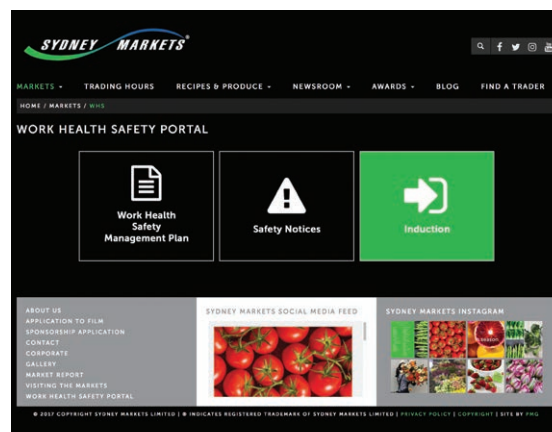 SYDNEY MARKETS®
MARKETS TRADING HOURS RECIPES & PRODUCE NEWSROOM AWARDS BLOG FIND A TRADER
HOME / MARKETS / WHS
WORK HEALTH SAFETY PORTAL
Work Health
Safety
Management Plan
Safety Notices
Induction
ABOUT US
APPLICATION TO FILM
SPONSORSHIP APPLICATION
CONTACT
CORPORATE
GALLERY
MARKET REPORT
VISITING THE MARKETS
WORK HEALTH SAFETY PORTAL
SYDNEY MARKETS SOCIAL MEDIA FEED
SYDNEY MARKETS INSTAGRAM
© 2017 COPYRIGHT SYDNEY MARKETS LIMITED | ® INDICATES REGISTERED TRADEMARK OF SYDNEY MARKETS LIMITED | PRIVACY POLICY | COPYRIGHT | SITE BY PMG